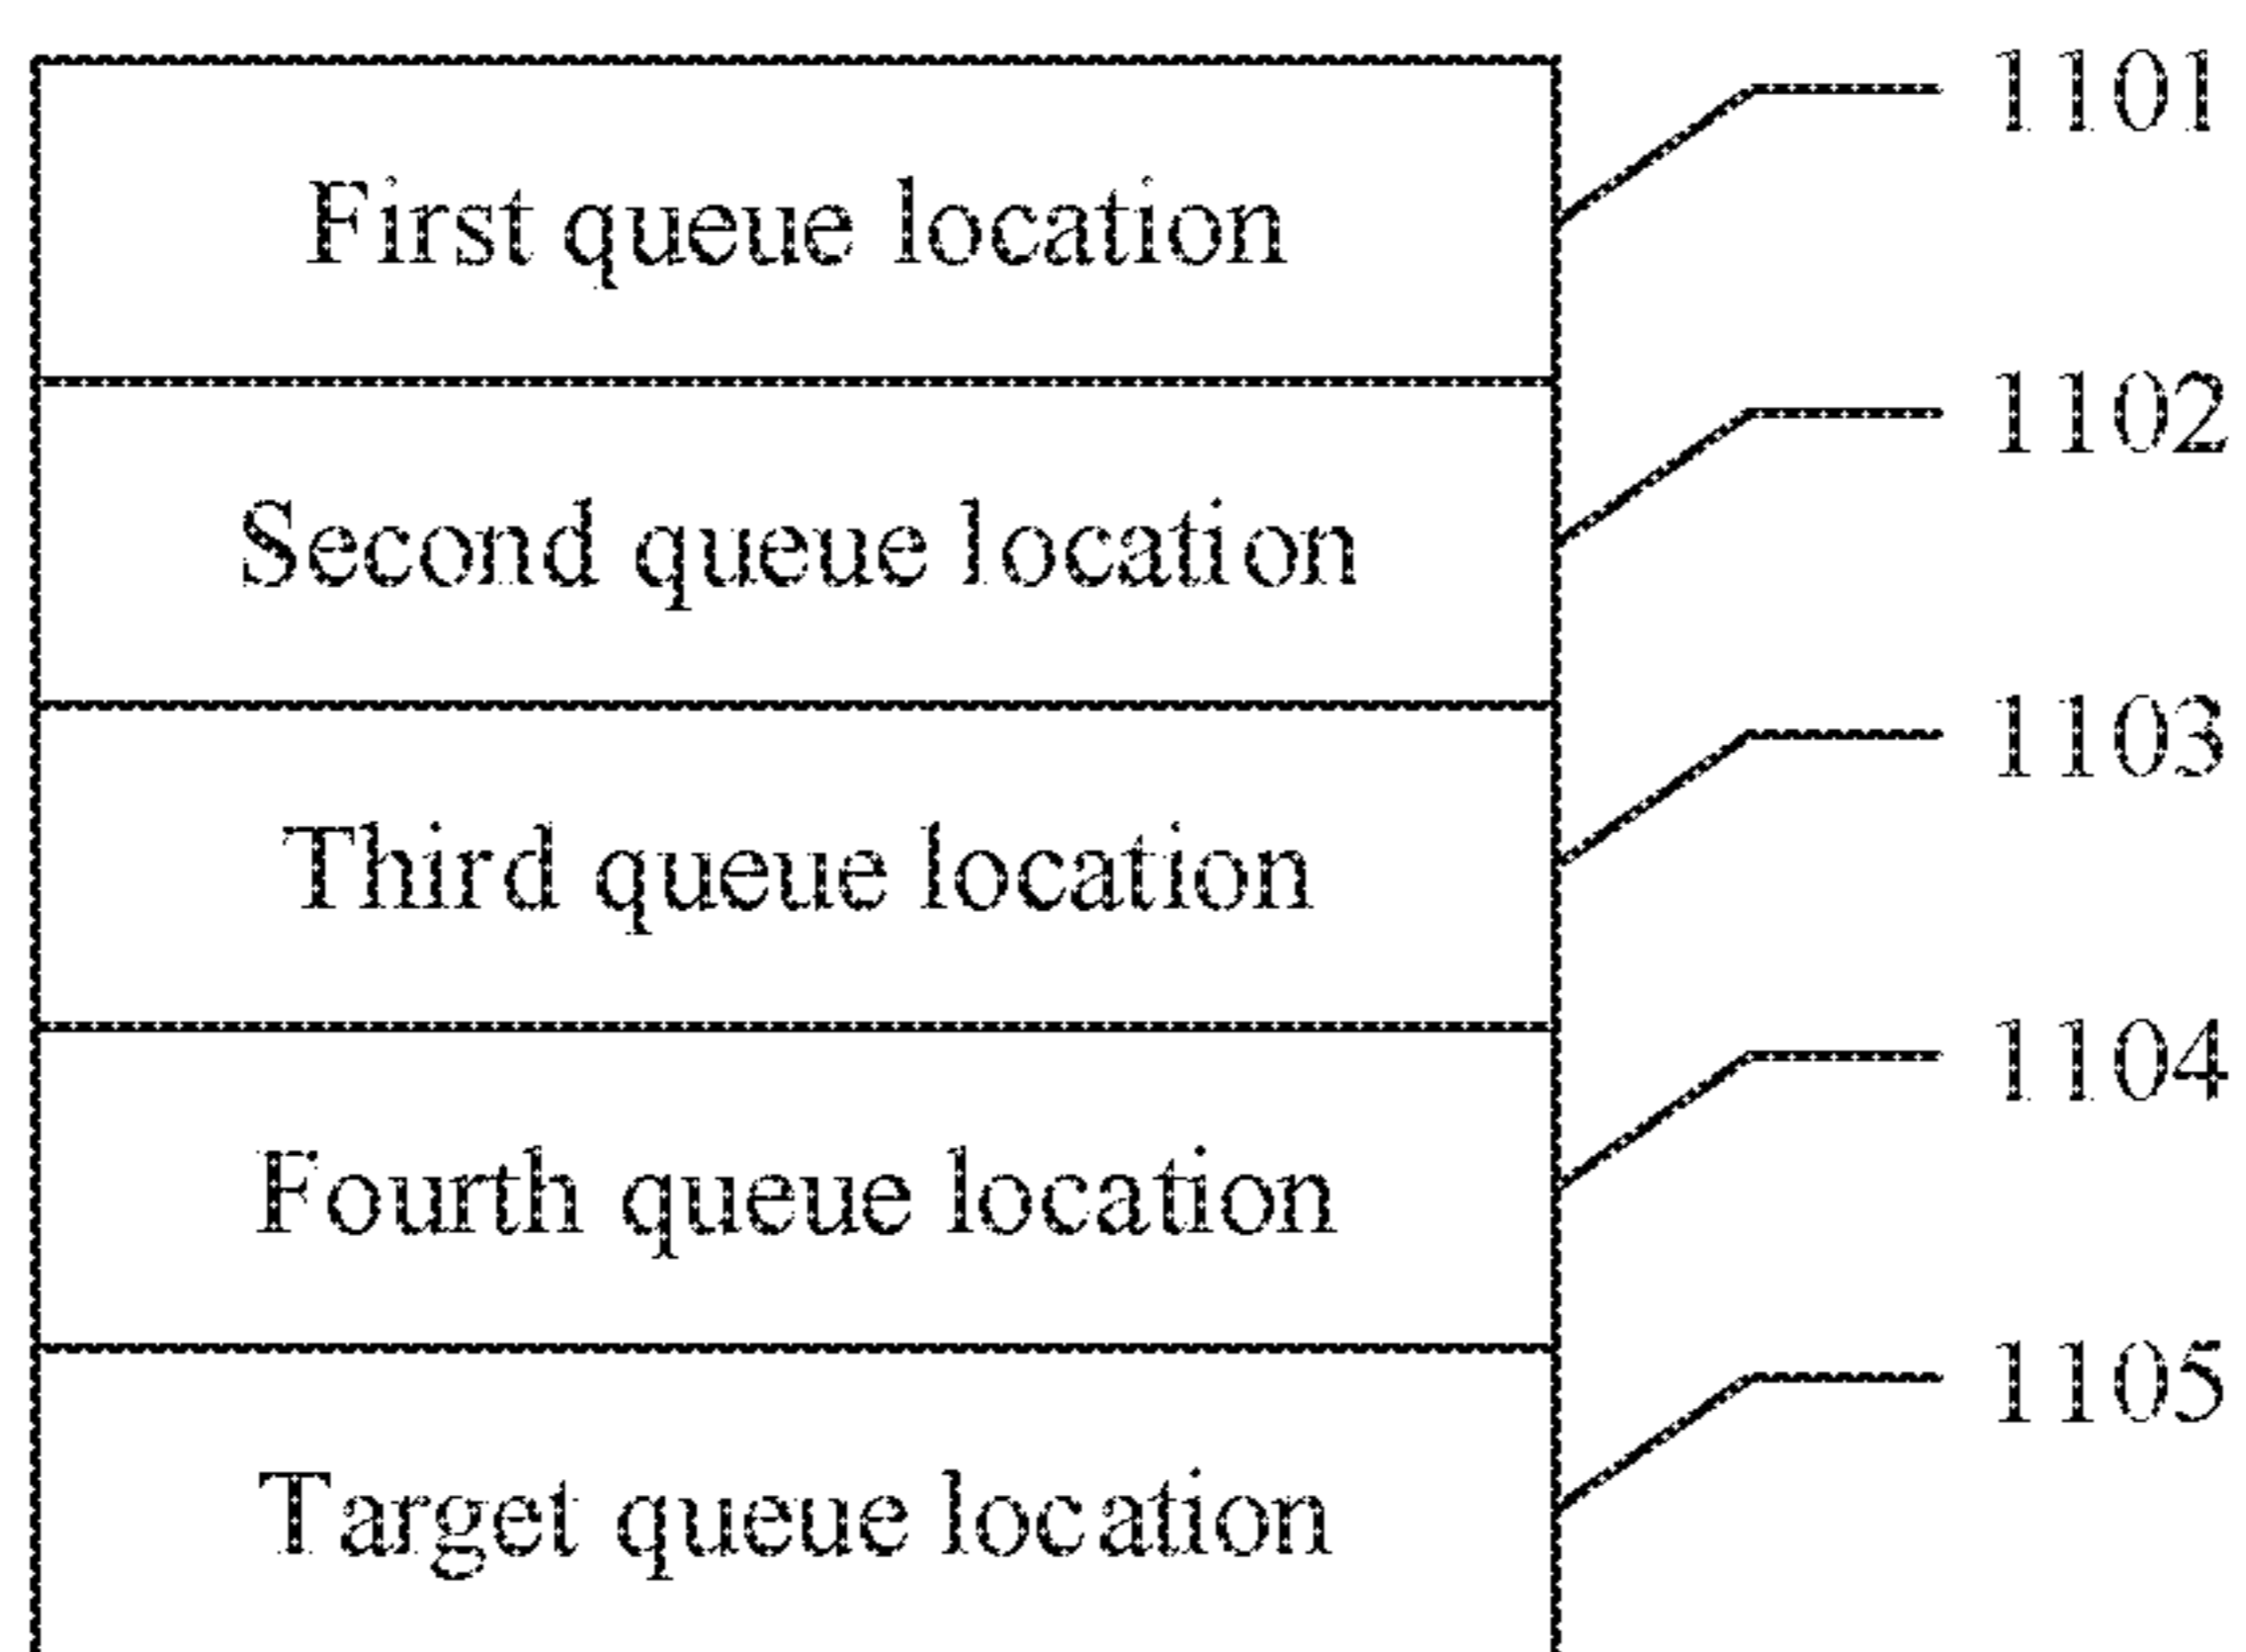 First queue location 1101
Second queue location 1102
Third queue location 1103
Fourth queue location 1104
Target queue location 1105